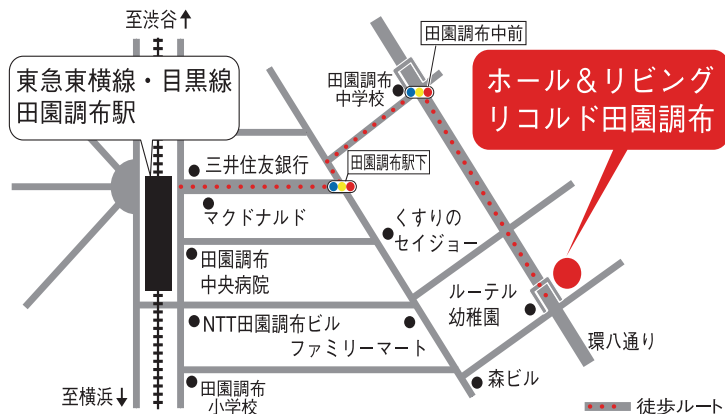 至渋谷↑
東急東横線・目黒線
田園調布駅
田園調布中前
田園調布
中学校
ホール&リビング
リコルド田園調布
三井住友銀行
田園調布駅下
マクドナルド
くすりの
セイジョー
田園調布
中央病院
ルーテル
幼稚園
NTT田園調布ビル
ファミリーマート
環八通り
森ビル
至横浜↓
田園調布
小学校
徒歩ルート